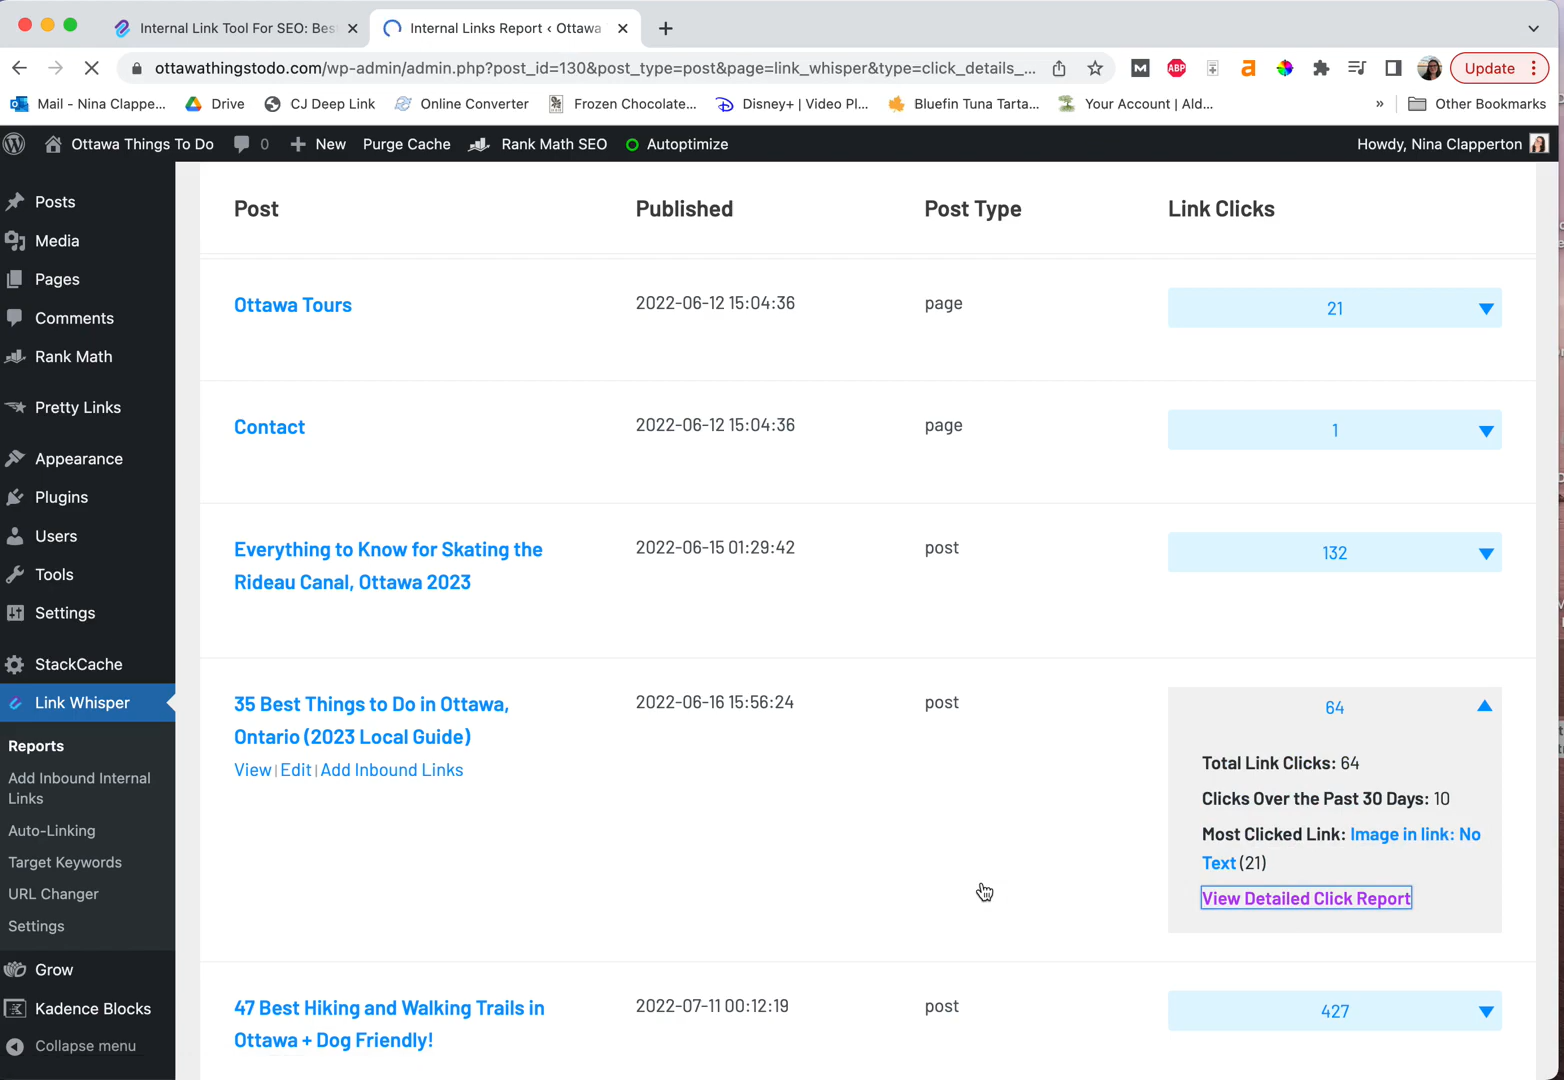 Internal Link Tool For SEO: Bes
Internal Links Report ‹ Ottawa
ottawathingstodo.com/wp-admin/admin.php?post_id=130&post_type=post&page=link_whisper&type=click_details_...
M
ABP
a
Update
Mail - Nina Clappe...
Drive
CJ Deep Link
Online Converter
Frozen Chocolate...
Disney+ | Video Pl...
Bluefin Tuna Tarta...
Your Account | Ald...
»
Other Bookmarks
Ottawa Things To Do
0
New
Purge Cache
Rank Math SEO
Autoptimize
Howdy, Nina Clapperton
Posts
Media
Pages
Comments
Rank Math
Pretty Links
Appearance
Plugins
Users
Tools
Settings
StackCache
Link Whisper
Reports
Add Inbound Internal
Links
Auto-Linking
Target Keywords
URL Changer
Settings
Grow
Kadence Blocks
Collapse menu
Post Published Post Type Link Clicks
Ottawa Tours 2022-06-12 15:04:36 page 21
Contact 2022-06-12 15:04:36 page 1
Everything to Know for Skating the 2022-06-15 01:29:42 post 132
Rideau Canal, Ottawa 2023
35 Best Things to Do in Ottawa, 2022-06-16 15:56:24 post 64
Ontario (2023 Local Guide)
View | Edit | Add Inbound Links
Total Link Clicks: 64
Clicks Over the Past 30 Days: 10
Most Clicked Link: Image in link: No
Text (21)
View Detailed Click Report
47 Best Hiking and Walking Trails in 2022-07-11 00:12:19 post 427
Ottawa + Dog Friendly!